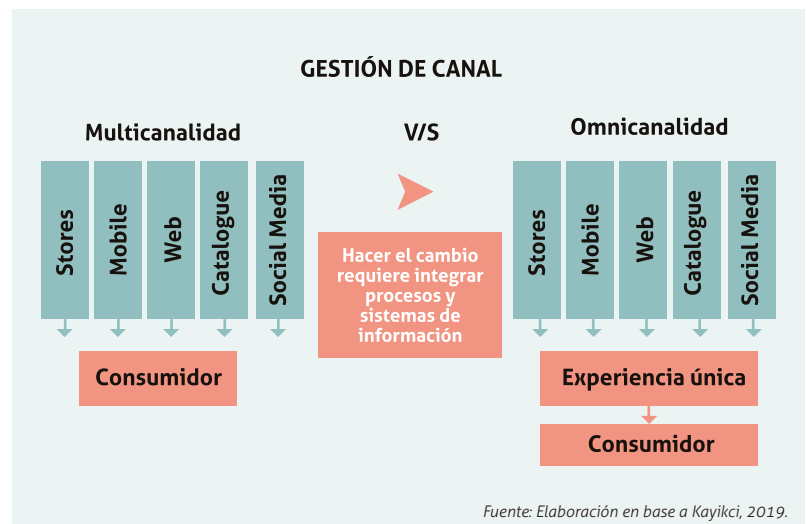 GESTIÓN DE CANAL
Multicanalidad
V/S
Omnicanalidad
Stores
Mobile
Web
Catalogue
Social Media
Hacer el cambio
requiere integrar
procesos y
sistemas de
información
Stores
Mobile
Web
Catalogue
Social Media
Consumidor
Experiencia única
Consumidor
Fuente: Elaboración en base a Kayikci, 2019.